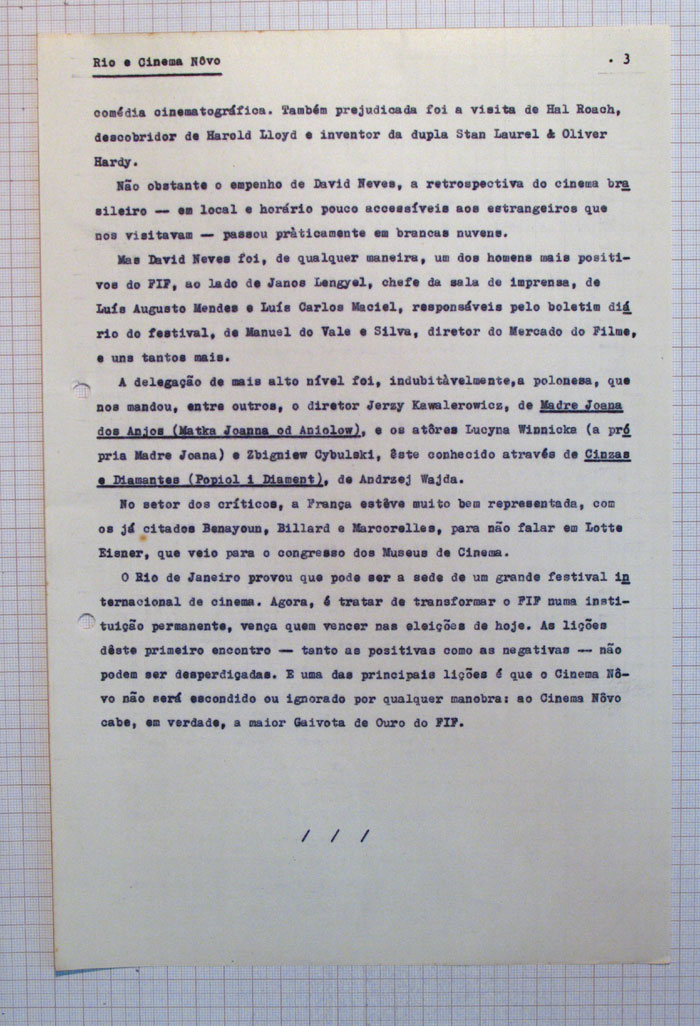 Rio e Cinema Nôvo . 3
comédia cinematográfica. Também prejudicada foi a visita de Hal Roach,
descobridor de Harold Lloyd e inventor da dupla Stan Laurel & Oliver
Hardy.
Não obstante o empenho de David Neves, a retrospectiva do cinema bra
sileiro — em local e horário pouco accessíveis aos estrangeiros que
nos visitavam — passou pràticamente em brancas nuvens.
Mas David Neves foi, de qualquer maneira, um dos homens mais positi-
vos do FIF, ao lado de Janos Lengyel, chefe da sala de imprensa, de
Luís Augusto Mendes e Luís Carlos Maciel, responsáveis pelo boletim diá
rio do festival, de Manuel do Vale e Silva, diretor do Mercado do Filme,
e uns tantos mais.
A delegação de mais alto nível foi, indubitàvelmente,a polonesa, que
nos mandou, entre outros, o diretor Jerzy Kawalerowicz, de Madre Joana
dos Anjos (Matka Joanna od Aniolow), e os atôres Lucyna Winnicka (a pró
pria Madre Joana) e Zbigniew Cybulski, êste conhecido através de Cinzas
e Diamantes (Popiol i Diament), de Andrzej Wajda.
No setor dos críticos, a França estêve muito bem representada, com
os já citados Benayoun, Billard e Marcorelles, para não falar em Lotte
Eisner, que veio para o congresso dos Museus de Cinema.
O Rio de Janeiro provou que pode ser a sede de um grande festival in
ternacional de cinema. Agora, é tratar de transformar o FIF numa insti-
tuição permanente, vença quem vencer nas eleições de hoje. As lições
dêste primeiro encontro — tanto as positivas como as negativas — não
podem ser desperdiçadas. E uma das principais lições é que o Cinema Nô-
vo não será escondido ou ignorado por qualquer manobra: ao Cinema Nôvo
cabe, em verdade, a maior Gaivota de Ouro do FIF.
/ / /